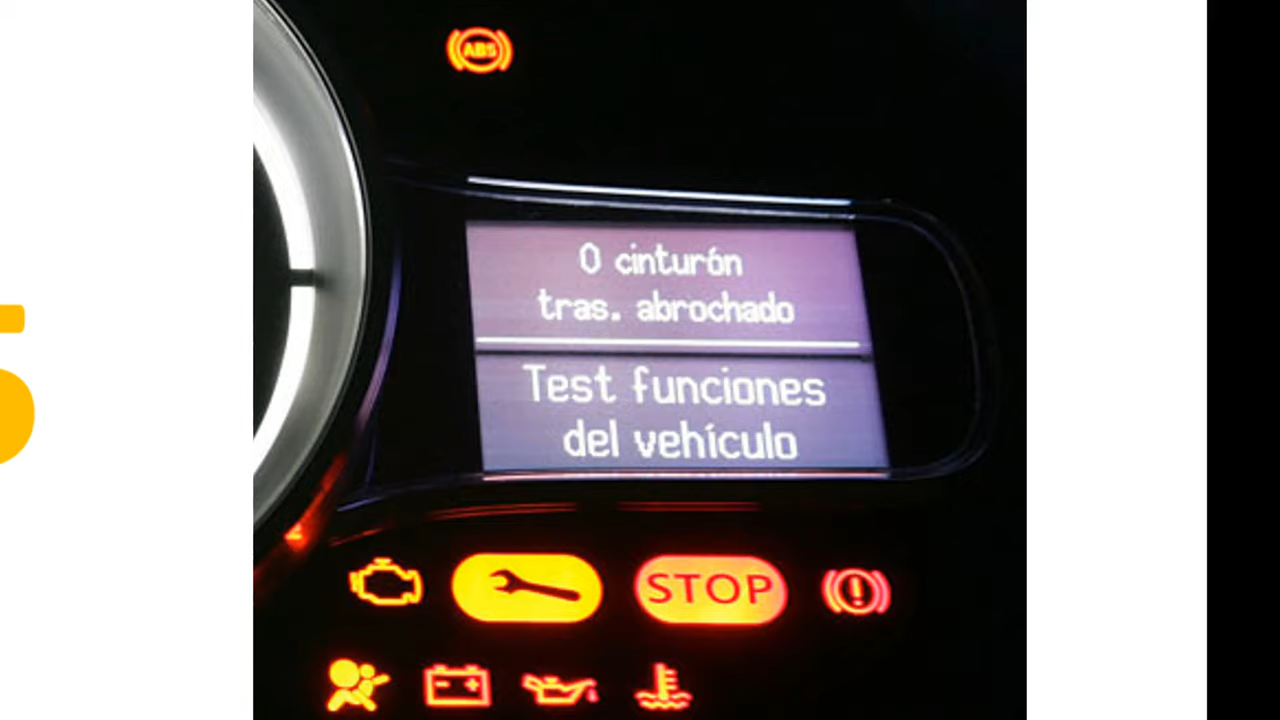 ABS
0 cinturón
tras. abrochado
Test funciones
del vehículo
STOP